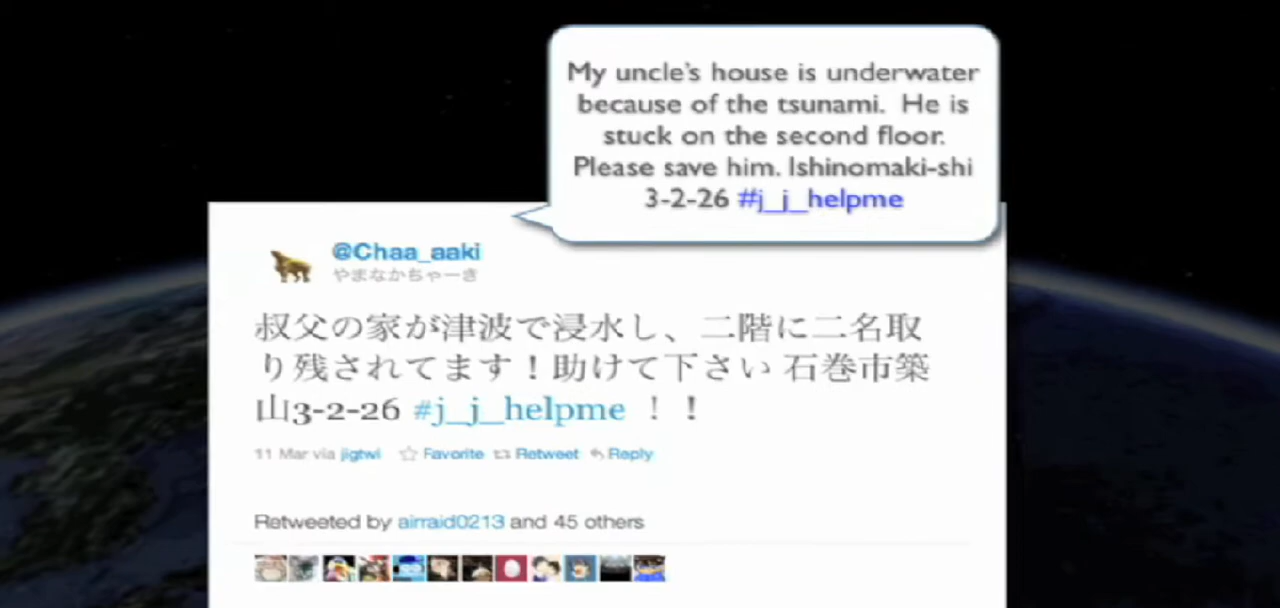 My uncle's house is underwater
because of the tsunami. He is
stuck on the second floor.
Please save him. Ishinomaki-shi
3-2-26 #j_j_helpme
@Chaa_aaki
やまなかちゃーき
叔父の家が津波で浸水し、二階に二名取
り残されてます！助けて下さい 石巻市築
山3-2-26 #j_j_helpme ！！
11 Mar via jigtwi Favorite Retweet Reply
Retweeted by airraid0213 and 45 others